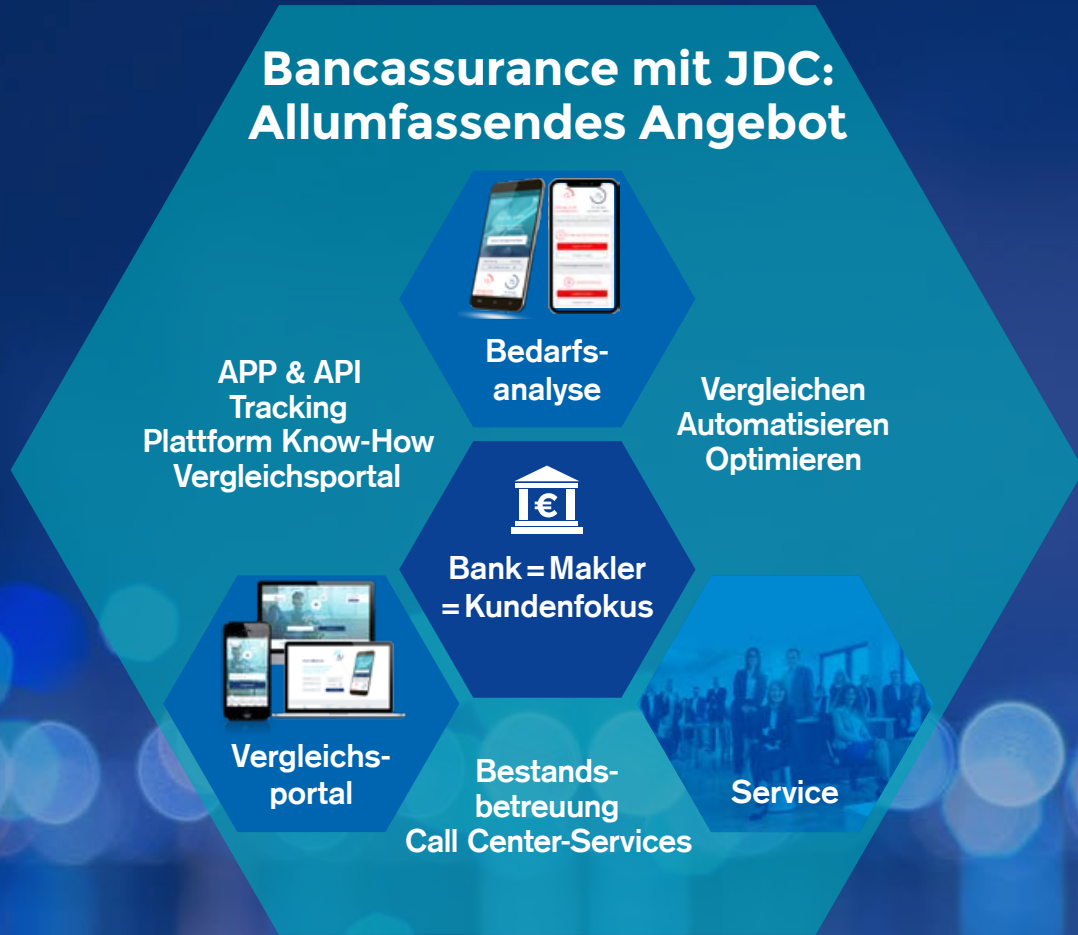 Bancassurance mit JDC:
Allumfassendes Angebot
Bedarfs-
analyse
APP & API
Tracking
Plattform Know-How
Vergleichsportal
Vergleichen
Automatisieren
Optimieren
€
Bank = Makler
= Kundenfokus
Vergleichs-
portal
Bestands-
betreuung
Call Center-Services
Service